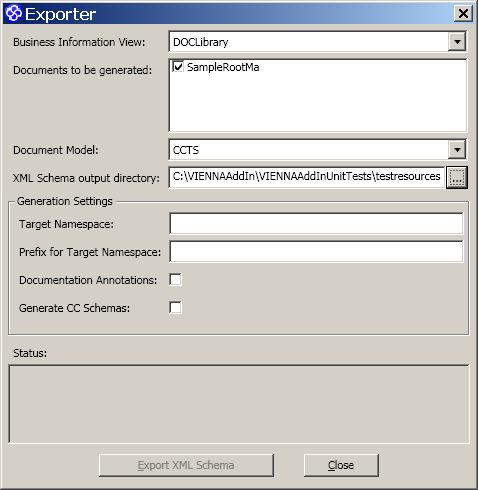 Exporter
Business Information View: DOCLibrary
Documents to be generated: SampleRootMa
Document Model: CCTS
XML Schema output directory: C:\VIENNAAddIn\VIENNAAddInUnitTests\testresources ...
Generation Settings
Target Namespace:
Prefix for Target Namespace:
Documentation Annotations:
Generate CC Schemas:
Status:
Export XML Schema Close